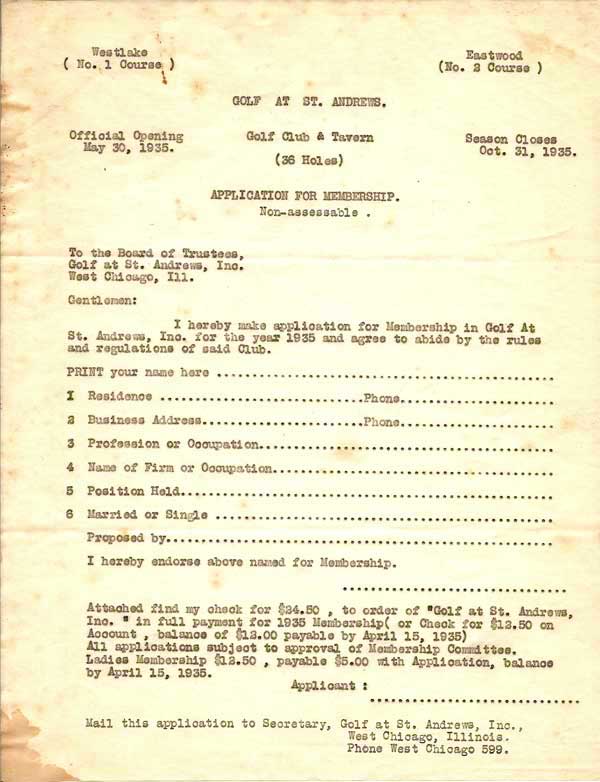 Westlake
( No. 1 Course )
Eastwood
(No. 2 Course )
GOLF AT ST. ANDREWS.
Official Opening
May 30, 1935.
Golf Club & Tavern
(36 Holes)
Season Closes
Oct. 31, 1935.
APPLICATION FOR MEMBERSHIP.
Non-assessable .
To the Board of Trustees,
Golf at St. Andrews, Inc.
West Chicago, Ill.
Gentlemen:
I hereby make application for Membership in Golf At
St. Andrews, Inc. for the year 1935 and agree to abide by the rules
and regulations of said Club.
PRINT your name here ................................................
1 Residence .............................Phone......................
2 Business Address.......................Phone......................
3 Profession or Occupation..........................................
4 Name of Firm or Occupation........................................
5 Position Held.....................................................
6 Married or Single ................................................
Proposed by.......................................................
I hereby endorse above named for Membership.
..............................
Attached find my check for $24.50 , to order of "Golf at St. Andrews,
Inc. " in full payment for 1935 Membership( or Check for $12.50 on
Account , balance of $12.00 payable by April 15, 1935)
All applications subject to approval of Membership Committee.
Ladies Membership $12.50 , payable $5.00 with Application, balance
by April 15, 1935.
Applicant :
..............................
Mail this application to Secretary, Golf at St. Andrews, Inc.,
West Chicago, Illinois.
Phone West Chicago 599.